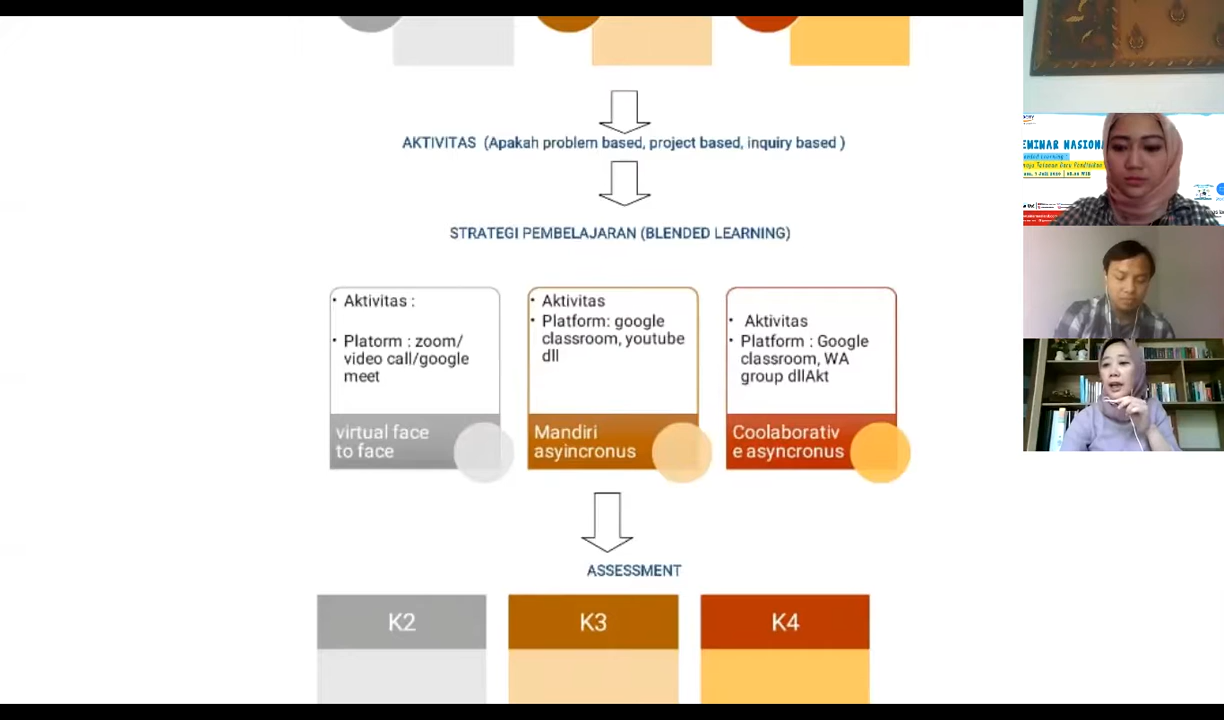 AKTIVITAS (Apakah problem based, project based, inquiry based )
STRATEGI PEMBELAJARAN (BLENDED LEARNING)
• Aktivitas :
• Platorm : zoom/
video call/google
meet
virtual face
to face
• Aktivitas
• Platform: google
classroom, youtube
dll
Mandiri
asyincronus
• Aktivitas
• Platform : Google
classroom, WA
group dllAkt
Coolaborativ
e asyncronus
ASSESSMENT
K2
K3
K4
EMINAR NASIONA